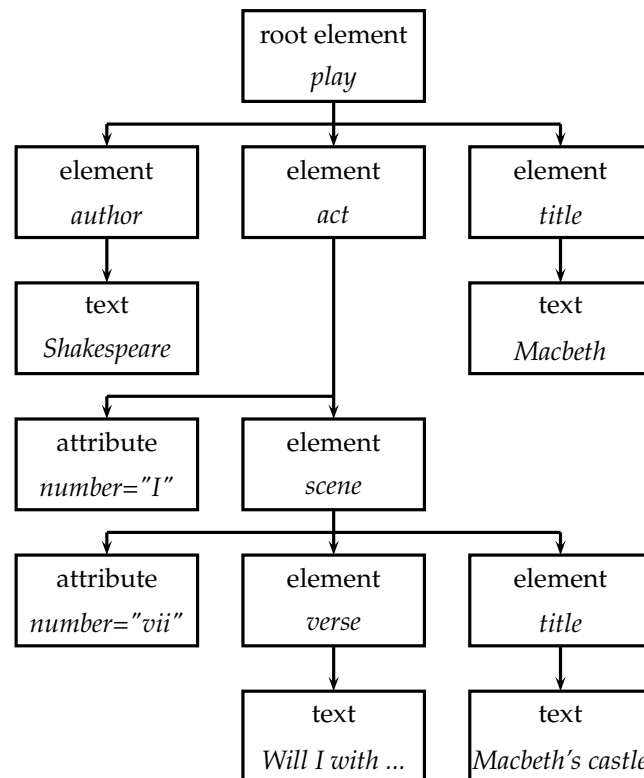 root element
play
element
author
element
act
element
title
text
Shakespeare
text
Macbeth
attribute
number="I"
element
scene
attribute
number="vii"
element
verse
element
title
text
Will I with ...
text
Macbeth's castle